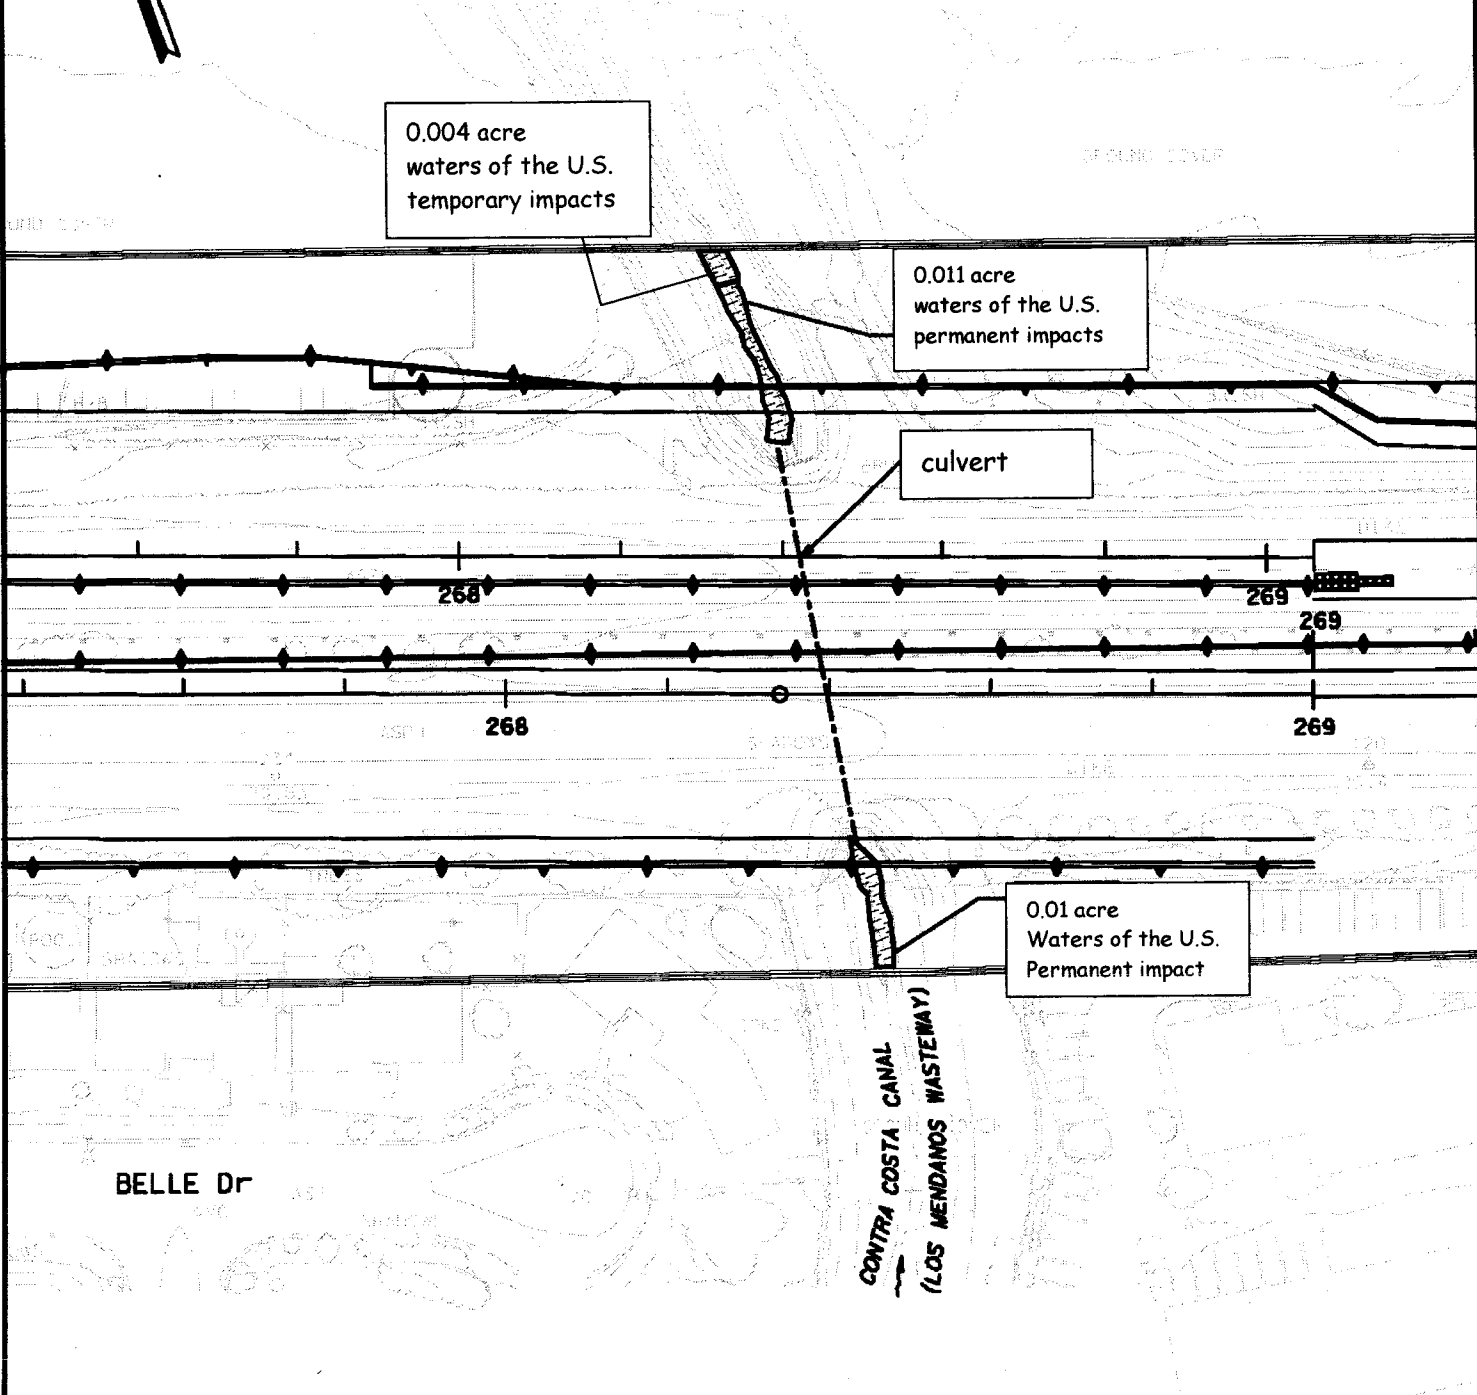 0.004 acre
waters of the U.S.
temporary impacts
GROUND COVER
0.011 acre
waters of the U.S.
permanent impacts
culvert
268
269
269
268
269
0.01 acre
Waters of the U.S.
Permanent impact
CONTRA COSTA CANAL
(LOS MENDANOS WASTEWAY)
BELLE Dr